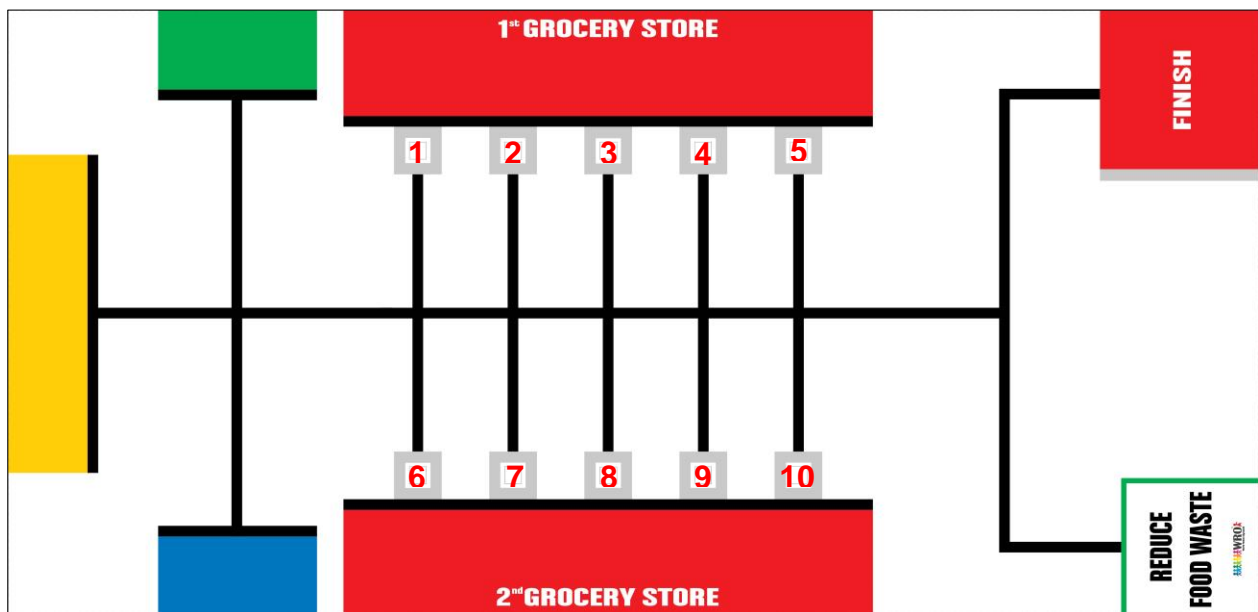 1st GROCERY STORE
FINISH
1 2 3 4 5
6 7 8 9 10
REDUCE
FOOD WASTE
WRO
2nd GROCERY STORE